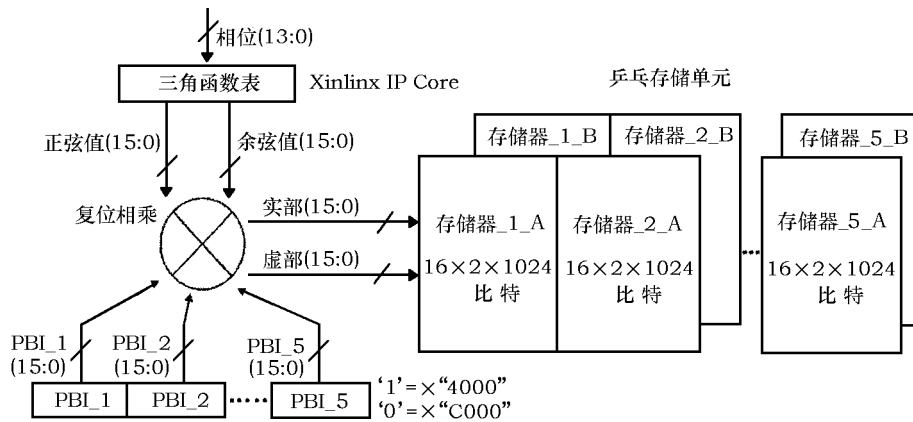 相位(13:0)
三角函数表
Xinlinx IP Core
乒乓存储单元
正弦值(15:0)
余弦值(15:0)
存储器_1_B
存储器_2_B
存储器_5_B
复位相乘
实部(15:0)
虚部(15:0)
存储器_1_A
16×2×1024
比特
存储器_2_A
16×2×1024
比特
存储器_5_A
16×2×1024
比特
PBI_1
(15:0)
PBI_2
(15:0)
PBI_5
(15:0)
PBI_1
PBI_2
PBI_5
‘1’=×“4000”
‘0’=×“C000”